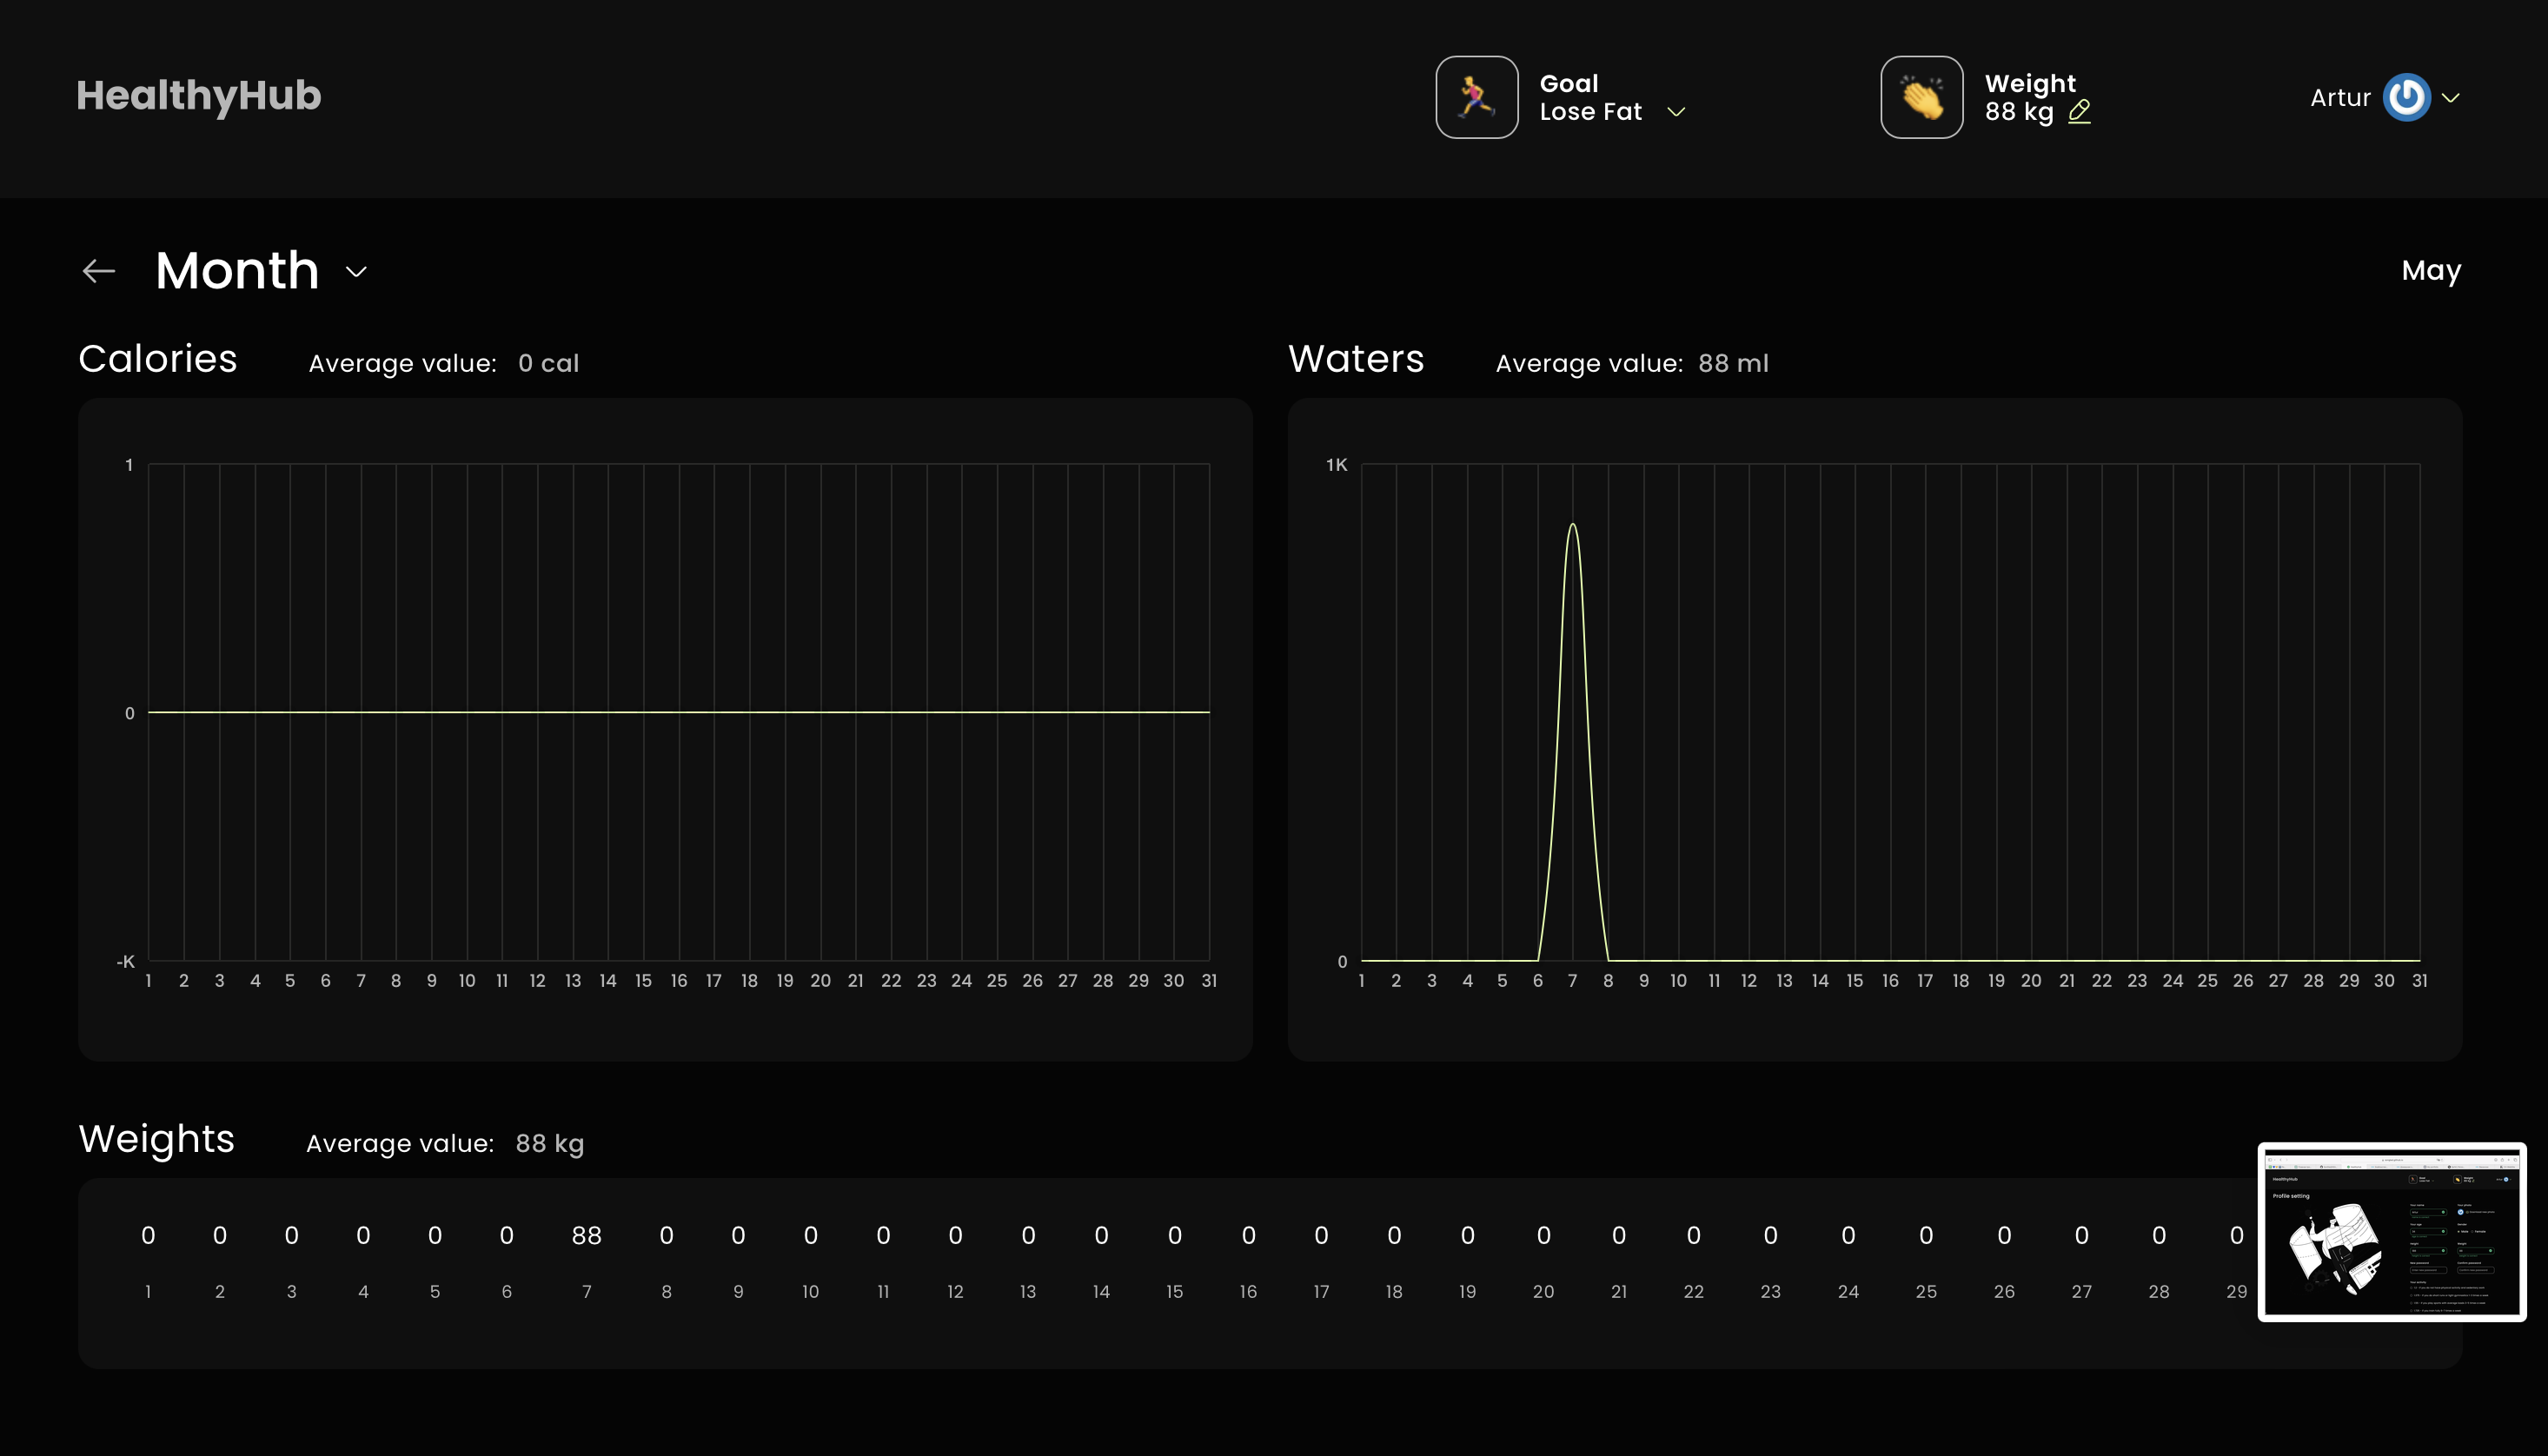 HealthyHub
Goal
Lose Fat
Weight
88 kg
Artur
Month
May
Calories
Average value: 0 cal
1
0
-K
1 2 3 4 5 6 7 8 9 10 11 12 13 14 15 16 17 18 19 20 21 22 23 24 25 26 27 28 29 30 31
Waters
Average value: 88 ml
1K
0
1 2 3 4 5 6 7 8 9 10 11 12 13 14 15 16 17 18 19 20 21 22 23 24 25 26 27 28 29 30 31
Weights
Average value: 88 kg
0 0 0 0 0 0 88 0 0 0 0 0 0 0 0 0 0 0 0 0 0 0 0 0 0 0 0 0 0
1 2 3 4 5 6 7 8 9 10 11 12 13 14 15 16 17 18 19 20 21 22 23 24 25 26 27 28 29
HealthyHub
Profile setting